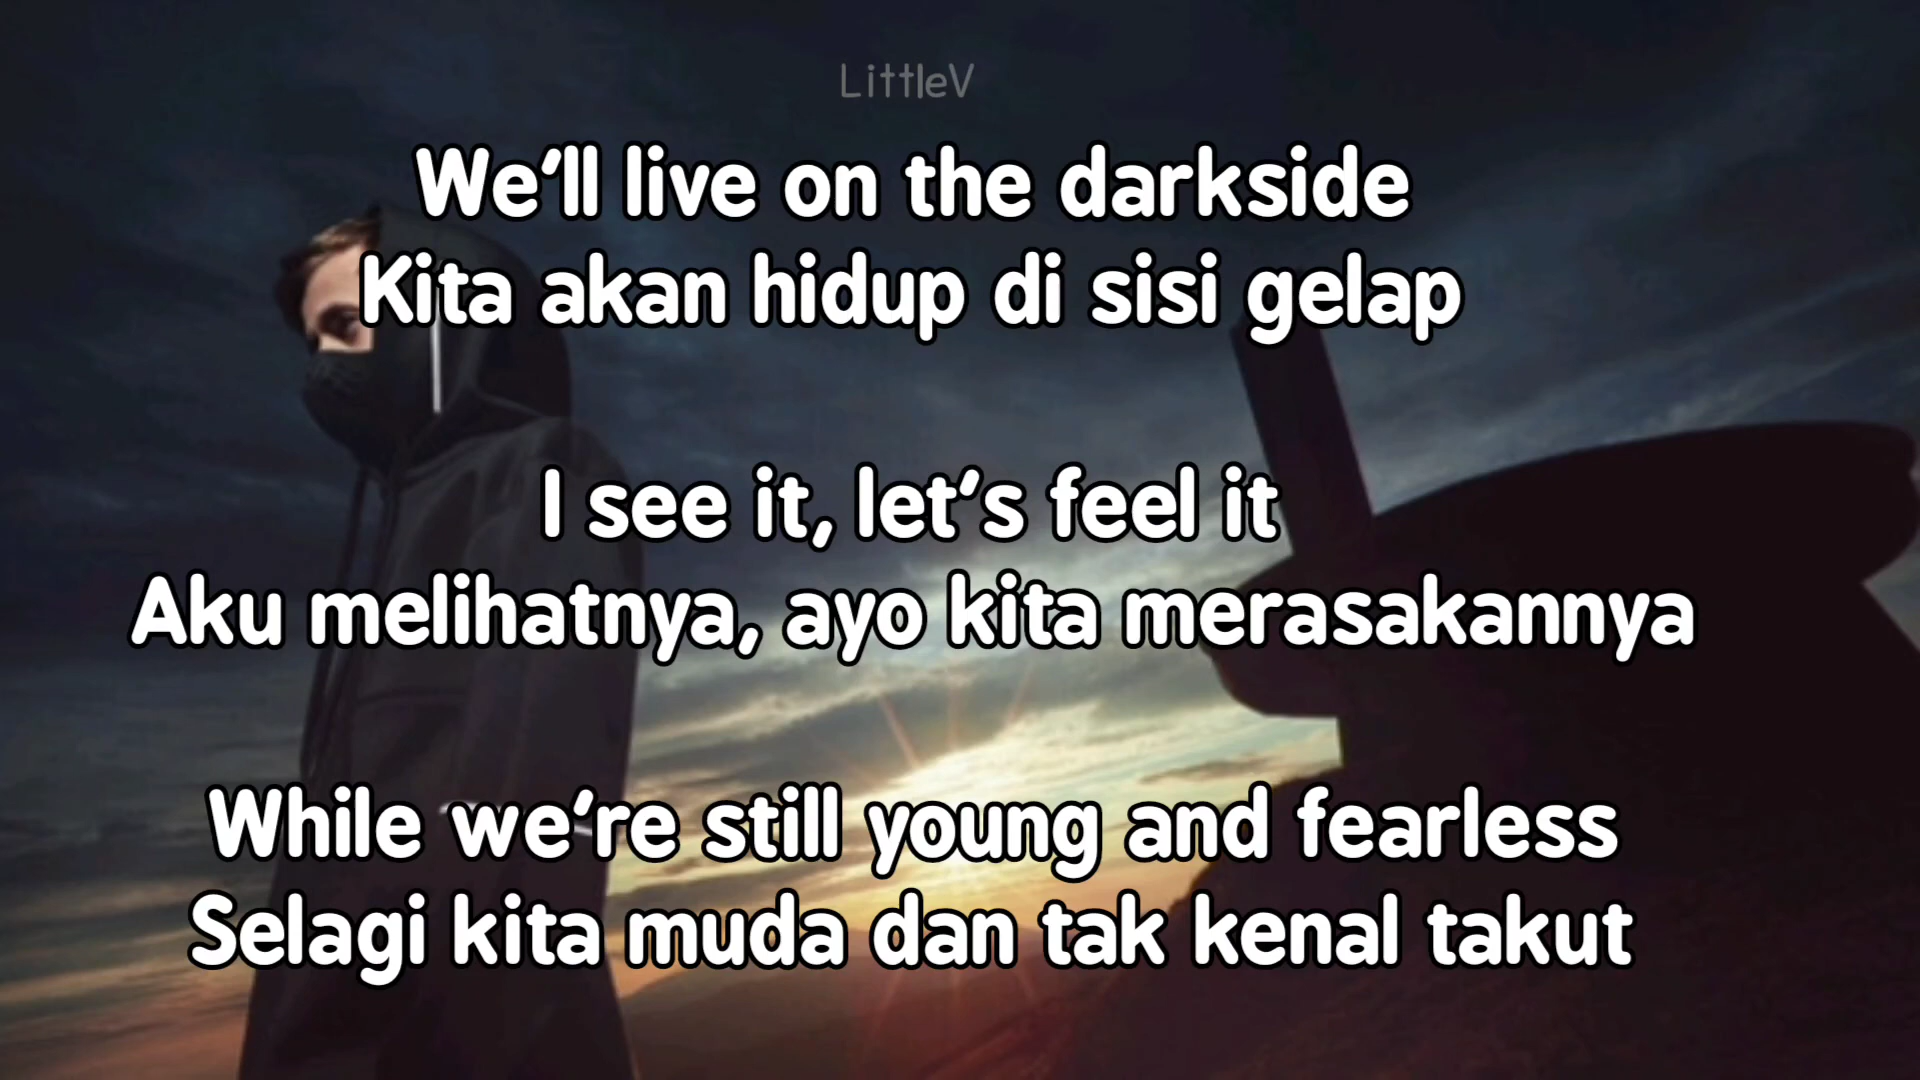 LittleV
We'll live on the darkside
Kita akan hidup di sisi gelap
I see it, let's feel it
Aku melihatnya, ayo kita merasakannya
While we're still young and fearless
Selagi kita muda dan tak kenal takut